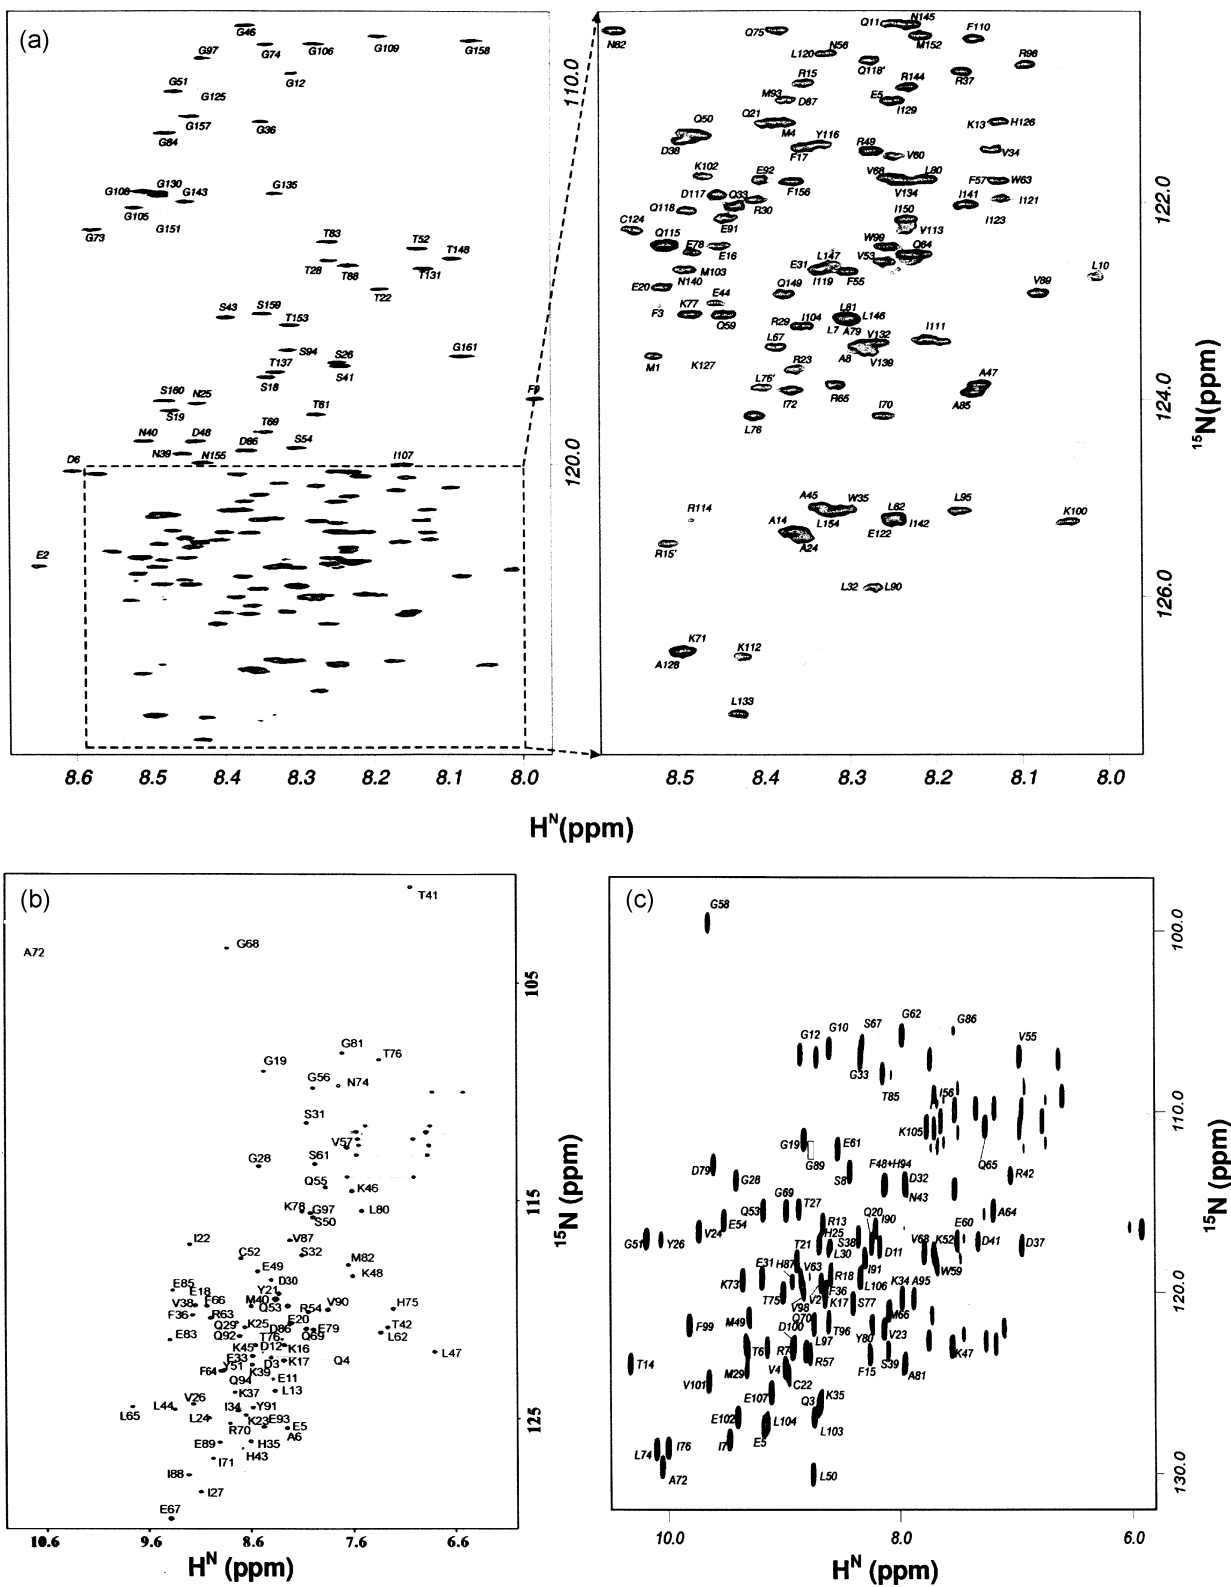 (a)
G46
G97
G74
G106
G109
G158
G12
G51
G125
G157
G36
G84
G108
G130
G143
G135
G105
G151
G73
T83
T52
T148
T28
T88
T131
T22
S43
S159
T153
S94
S26
T137
S41
G161
S18
S160
N25
F9
S19
T61
T69
N40
D48
D86
S54
N39
N155
I107
D6
E2
110.0
120.0
8.6
8.5
8.4
8.3
8.2
8.1
8.0
N82
Q75
Q11
N145
F110
M152
L120
N56
Q118'
R96
R15
R144
R37
M93
D87
E5
I129
Q50
Q21
M4
K13
H126
D38
Y116
F17
R49
V60
V34
K102
E92
V68
L80
F57
W63
F156
V134
D117
Q33
R30
I141
I121
Q118
I150
I123
C124
E91
V113
Q115
E78
E16
W99
Q64
L147
V53
M103
E31
I119
F55
L10
E20
N140
E44
Q149
V89
F3
K77
Q59
L81
R29
I104
L7
A79
L146
L67
V132
I111
A8
V139
M1
K127
R23
L76'
I72
R65
A47
A85
L76
I70
R114
A45
W35
L62
L95
K100
A14
L154
E122
I142
A24
R15'
L32
L90
K71
A128
K112
L133
122.0
124.0
126.0
15N(ppm)
8.5
8.4
8.3
8.2
8.1
8.0
HN(ppm)
(b)
T41
G68
A72
105
G81
T76
G19
G56
N74
S31
V57
S61
G28
Q55
K46
115
K78
G97
S50
L80
I22
V87
C52
S32
M82
E49
K48
D30
E85
E18
Y21
M40
V38
E66
Q53
R54
V90
H75
F36
R63
E20
K25
Q92
D86
Q69
E79
T42
E83
T76
L62
K45
D12
K16
L47
E33
D3
K17
Q4
F64
Y51
K39
Q94
E11
K37
L13
V26
L65
L44
I34
Y91
L24
K23
E93
E5
R70
A6
125
E89
H35
H43
I71
I88
I27
E67
15N (ppm)
10.6
9.6
8.6
7.6
6.6
HN (ppm)
(c)
G58
100.0
G12
G10
S67
G62
G86
V55
G33
T85
I56
110.0
K105
G19
G89
E61
Q65
D79
G28
S8
F48+H94
D32
R42
N43
Q53
G69
T27
A64
E54
R13
Q20
I90
G51
Y26
V24
H25
E60
T21
S38
D11
V68
K52
D41
D37
L30
E31
H87
V63
I91
W59
K73
R18
L106
K34
A95
120.0
T75
V2
F36
V98
K17
S77
M66
F99
M49
Q70
D100
T96
V23
T6
R74
L97
Y80
K47
T14
R57
M29
V4
F15
S39
A81
V101
C22
E107
Q3
K35
E102
L104
I7
E5
L103
L74
I76
A72
L50
130.0
15N (ppm)
10.0
8.0
6.0
HN (ppm)